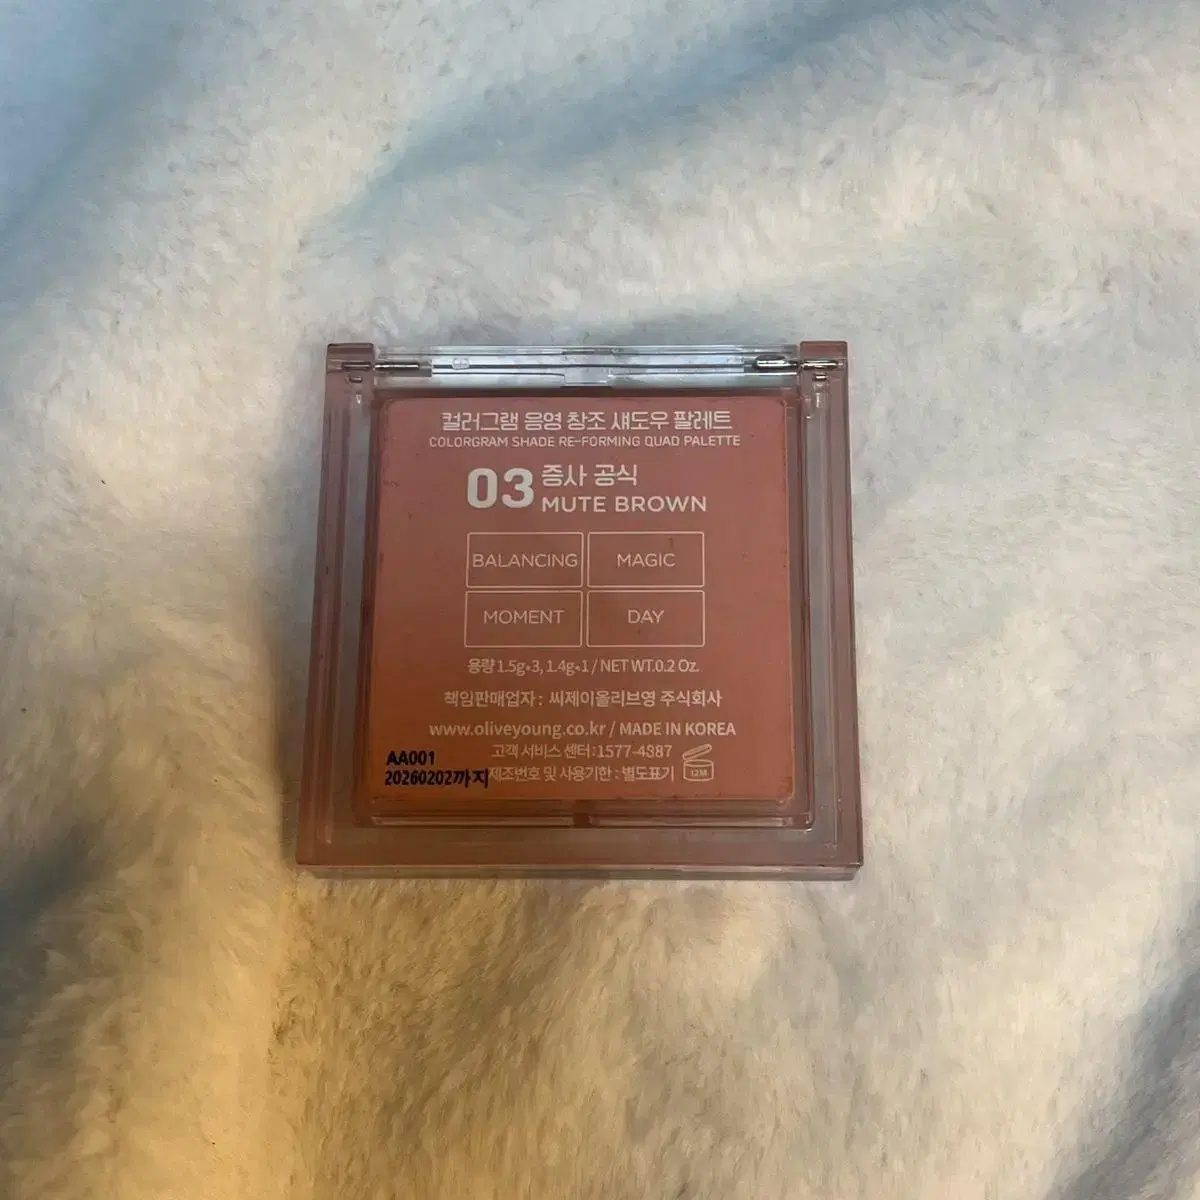 컬러그램 음영 창조 섀도우 팔레트
COLORGRAM SHADE RE-FORMING QUAD PALETTE
03 증사 공식
MUTE BROWN
BALANCING MAGIC
MOMENT DAY
용량 1.5g*3, 1.4g*1 / NET WT.0.2 Oz.
책임판매업자 : 씨제이올리브영 주식회사
www.oliveyoung.co.kr / MADE IN KOREA
고객 서비스 센터 : 1577-4887
제조번호 및 사용기한 : 별도표기 12M
AA001
20260202까지